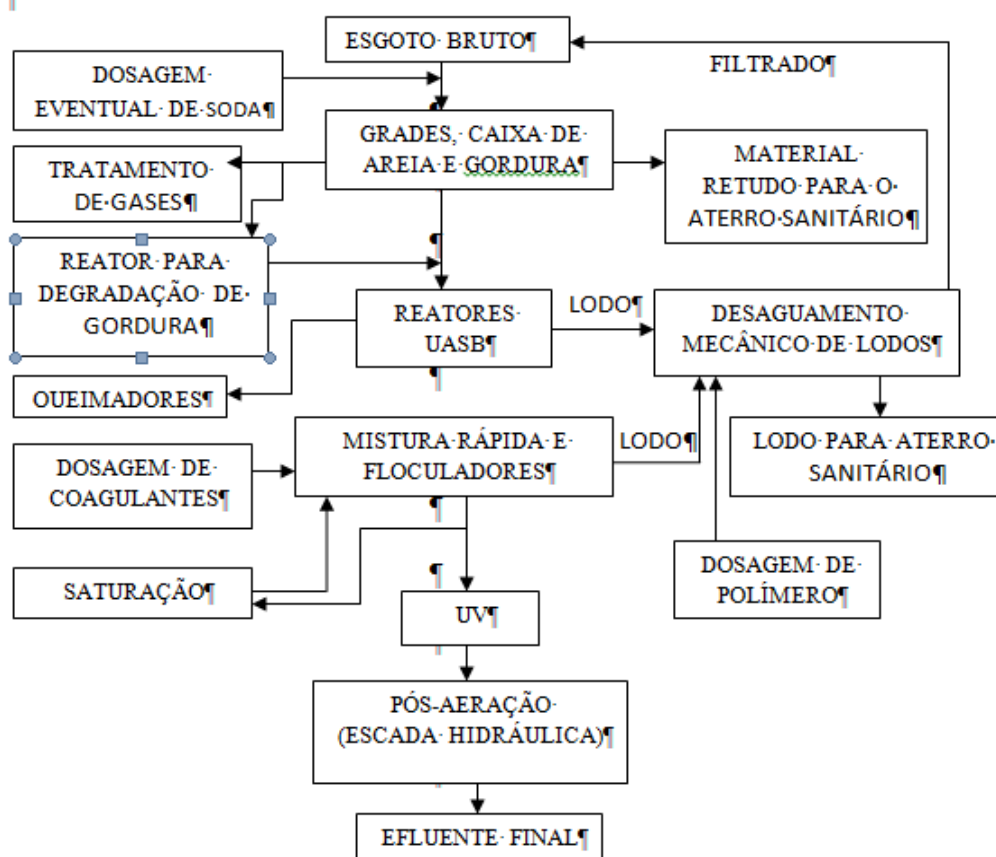 ESGOTO BRUTO¶
FILTRADO¶
DOSAGEM
EVENTUAL DE SODA¶
GRADES, CAIXA DE
AREIA E GORDURA¶
MATERIAL
RETUDO PARA O
ATERRO SANITÁRIO¶
TRATAMENTO
DE GASES¶
REATOR PARA
DEGRADAÇÃO DE
GORDURA¶
REATORES
UASB¶
LODO¶
DESAGUAMENTO
MECÂNICO DE LODOS¶
OUEIMADORES¶
MISTURA RÁPIDA E
FLOCULADORES¶
LODO¶
LODO PARA ATERRO
SANITÁRIO¶
DOSAGEM DE
COAGULANTES¶
SATURAÇÃO¶
DOSAGEM DE
POLÍMERO¶
UV¶
PÓS-AERAÇÃO
(ESCADA HIDRÁULICA)¶
EFLUENTE FINAL¶